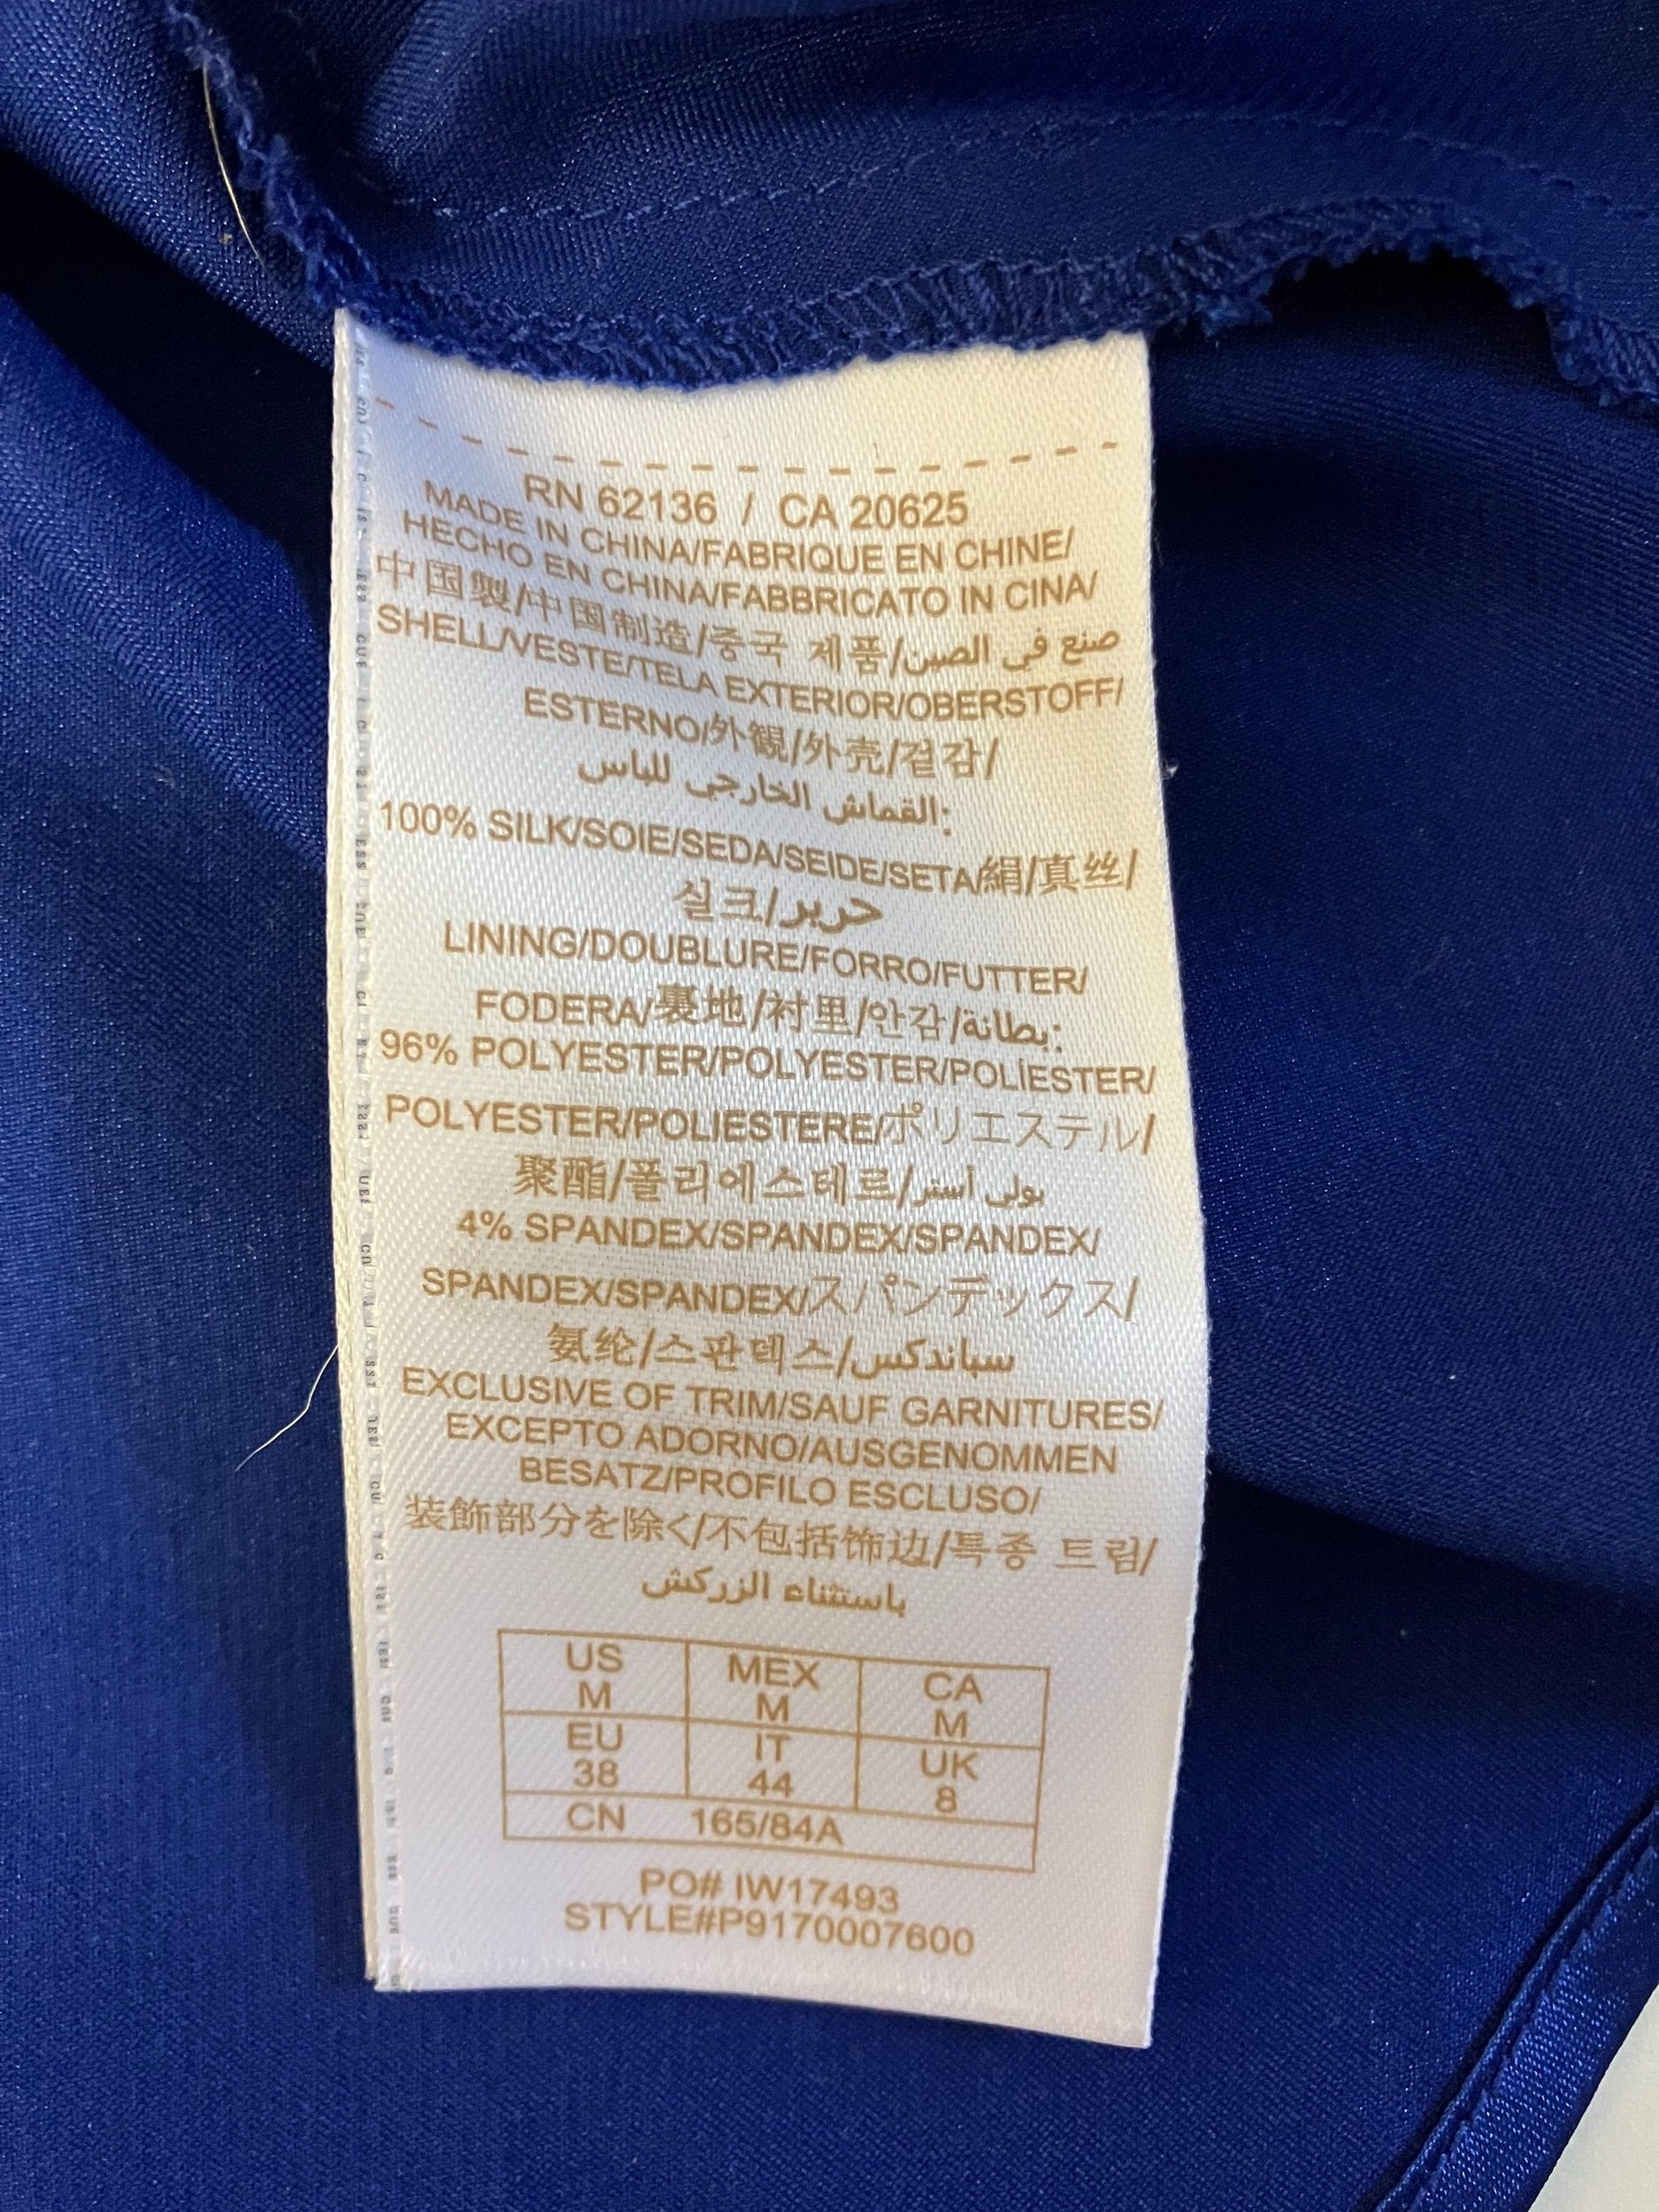 RN 62136 / CA 20625
MADE IN CHINA/FABRIQUE EN CHINE/
HECHO EN CHINA/FABBRICATO IN CINA/
中国製/中国制造/중국 제품/صنع في الصين
SHELL/VESTE/TELA EXTERIOR/OBERSTOFF/
ESTERNO/外観/外壳/겉감/
القماش الخارجي للباس:
100% SILK/SOIE/SEDA/SEIDE/SETA/絹/真丝/
실크/حرير
LINING/DOUBLURE/FORRO/FUTTER/
FODERA/裏地/衬里/안감/بطانة:
96% POLYESTER/POLYESTER/POLÍESTER/
POLYESTER/POLIESTERE/ポリエステル/
聚酯/폴리에스테르/بولي أستر
4% SPANDEX/SPANDEX/SPANDEX/
SPANDEX/SPANDEX/スパンデックス/
氨纶/스판덱스/سباندكس
EXCLUSIVE OF TRIM/SAUF GARNITURES/
EXCEPTO ADORNO/AUSGENOMMEN
BESATZ/PROFILO ESCLUSO/
装飾部分を除く/不包括饰边/특종 트림/
باستثناء الزركش
US MEX CA
M M M
EU IT UK
38 44 8
CN 165/84A
PO# IW17493
STYLE#P9170007600